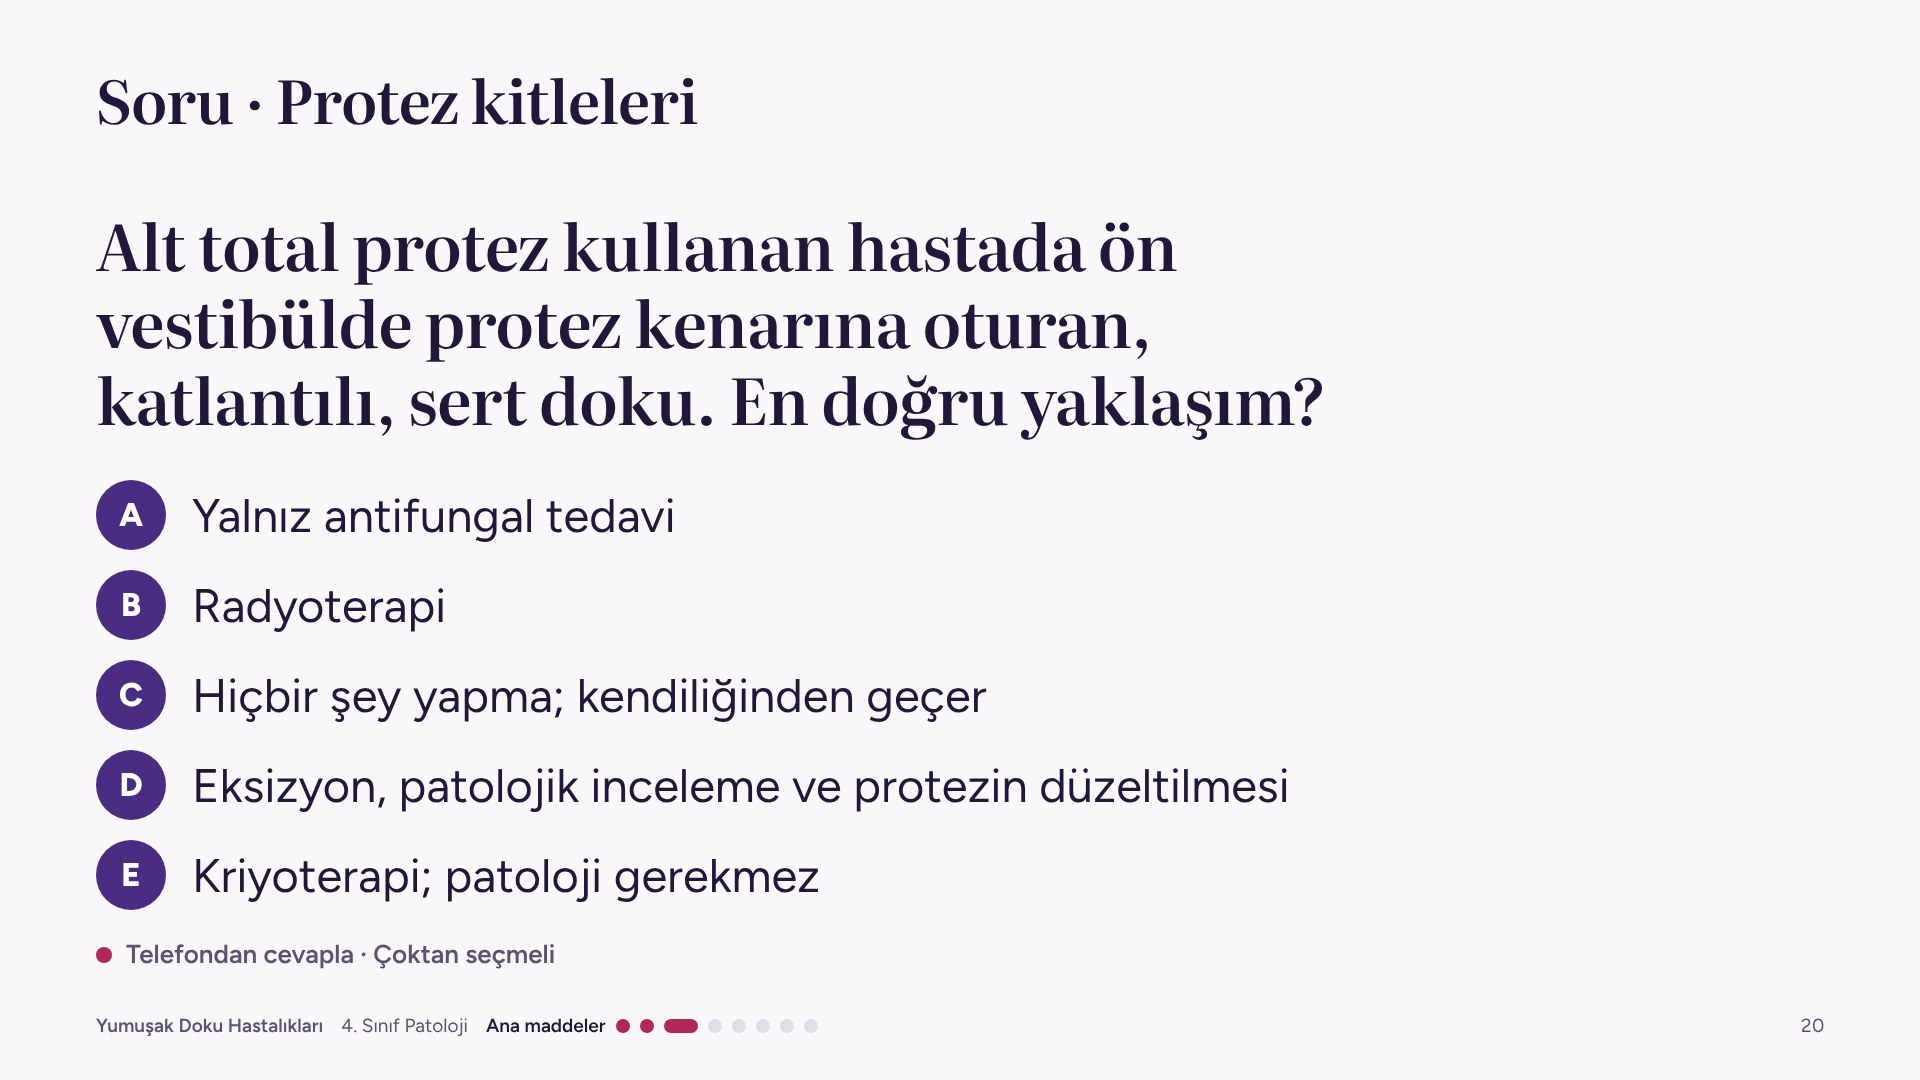 Soru · Protez kitleleri
Alt total protez kullanan hastada ön
vestibülde protez kenarına oturan,
katlantılı, sert doku. En doğru yaklaşım?
A Yalnız antifungal tedavi
B Radyoterapi
C Hiçbir şey yapma; kendiliğinden geçer
D Eksizyon, patolojik inceleme ve protezin düzeltilmesi
E Kriyoterapi; patoloji gerekmez
Telefondan cevapla · Çoktan seçmeli
Yumuşak Doku Hastalıkları 4. Sınıf Patoloji Ana maddeler 20